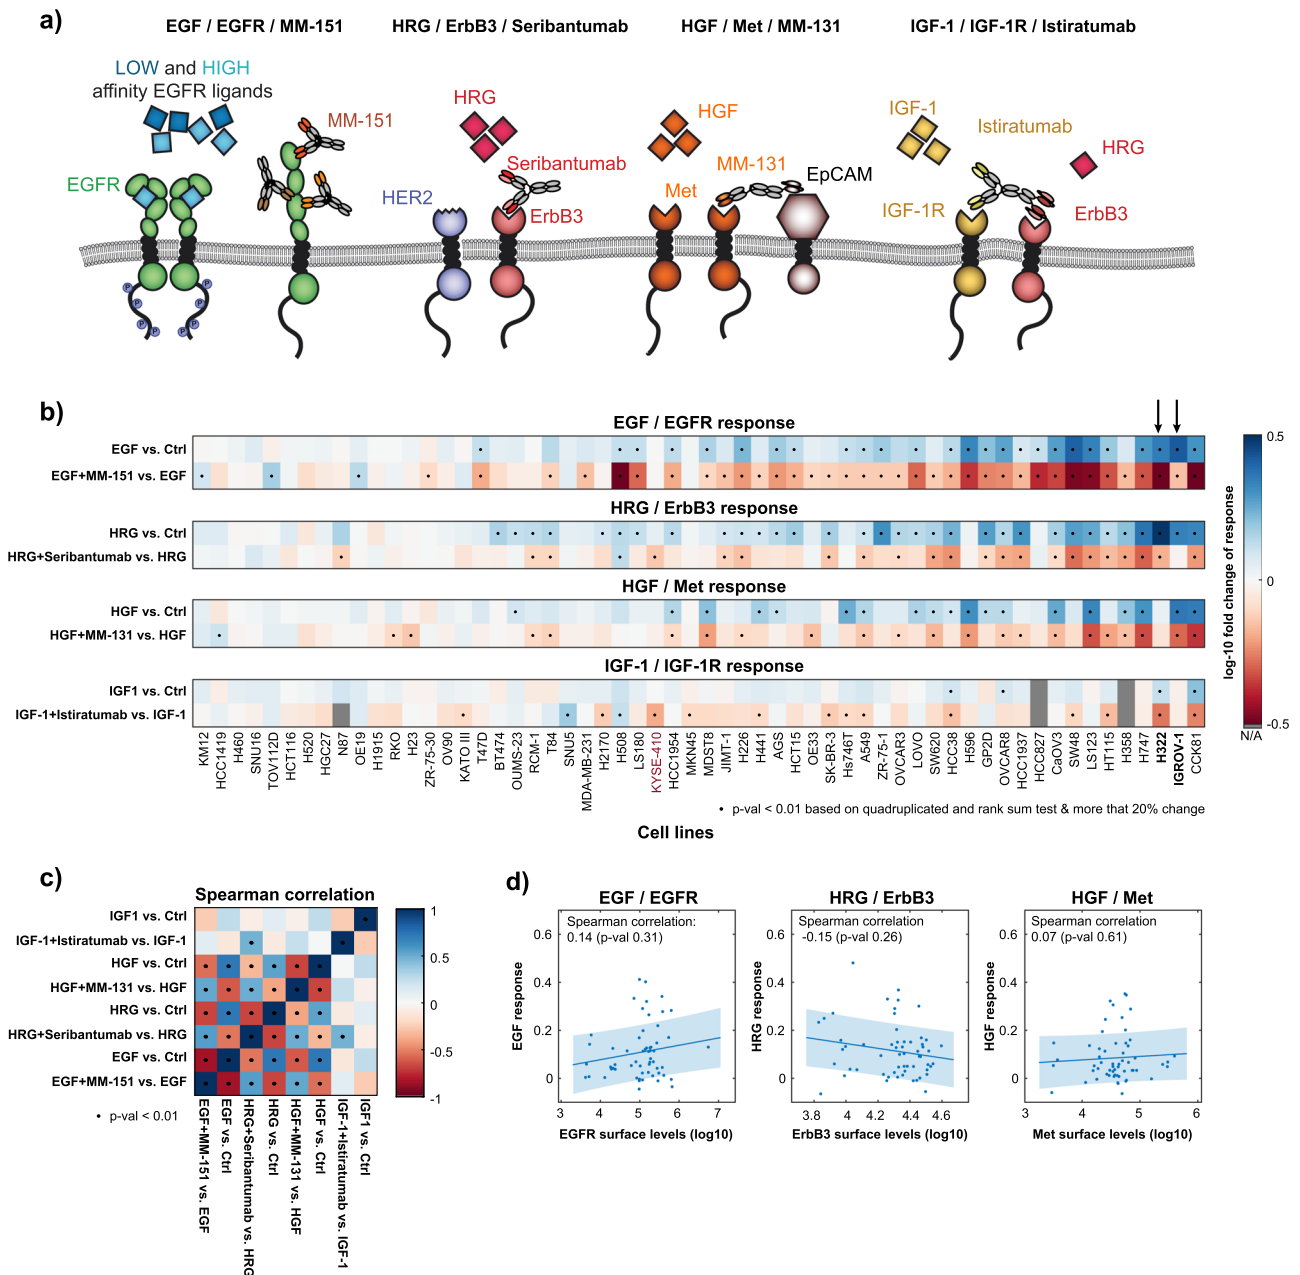 a)
EGF / EGFR / MM-151
HRG / ErbB3 / Seribantumab
HGF / Met / MM-131
IGF-1 / IGF-1R / Istiratumab
LOW and HIGH
affinity EGFR ligands
MM-151
EGFR
HRG
Seribantumab
HER2
ErbB3
HGF
MM-131
EpCAM
Met
IGF-1
Istiratumab
HRG
IGF-1R
ErbB3
P
P
P
P
P
P
P
P
b)
EGF / EGFR response
EGF vs. Ctrl
EGF+MM-151 vs. EGF
HRG / ErbB3 response
HRG vs. Ctrl
HRG+Seribantumab vs. HRG
HGF / Met response
HGF vs. Ctrl
HGF+MM-131 vs. HGF
IGF-1 / IGF-1R response
IGF1 vs. Ctrl
IGF-1+Istiratumab vs. IGF-1
0.5
0
-0.5
N/A
log-10 fold change of response
KM12
HCC1419
H460
SNU16
TOV112D
HCT116
H520
HGC27
N87
OE19
H1915
RKO
H23
ZR-75-30
OV90
KATO III
T47D
BT474
OUMS-23
RCM-1
T84
SNU5
MDA-MB-231
H2170
H508
LS180
KYSE-410
HCC1954
MKN45
MDST8
JIMT-1
H226
H441
AGS
HCT15
OE33
SK-BR-3
Hs746T
A549
ZR-75-1
OVCAR3
LOVO
SW620
HCC38
GP2D
OVCAR8
HCC1937
HCC827
CaOV3
SW48
LS123
HT115
H358
H747
H322
IGROV-1
CCK81
• p-val < 0.01 based on quadruplicated and rank sum test & more that 20% change
Cell lines
c)
Spearman correlation
IGF1 vs. Ctrl
IGF-1+Istiratumab vs. IGF-1
HGF vs. Ctrl
HGF+MM-131 vs. HGF
HRG vs. Ctrl
HRG+Seribantumab vs. HRG
EGF vs. Ctrl
EGF+MM-151 vs. EGF
1
0.5
0
-0.5
-1
• p-val < 0.01
EGF+MM-151 vs. EGF
EGF vs. Ctrl
HRG+Seribantumab vs. HRG
HRG vs. Ctrl
HGF+MM-131 vs. HGF
HGF vs. Ctrl
IGF-1+Istiratumab vs. IGF-1
IGF1 vs. Ctrl
d)
EGF / EGFR
Spearman correlation:
0.14 (p-val 0.31)
EGF response
0.6
0.4
0.2
0
3 4 5 6 7
EGFR surface levels (log10)
HRG / ErbB3
Spearman correlation
-0.15 (p-val 0.26)
HRG response
0.6
0.4
0.2
0
3.8 4 4.2 4.4 4.6
ErbB3 surface levels (log10)
HGF / Met
Spearman correlation
0.07 (p-val 0.61)
HGF response
0.6
0.4
0.2
0
3 4 5 6
Met surface levels (log10)